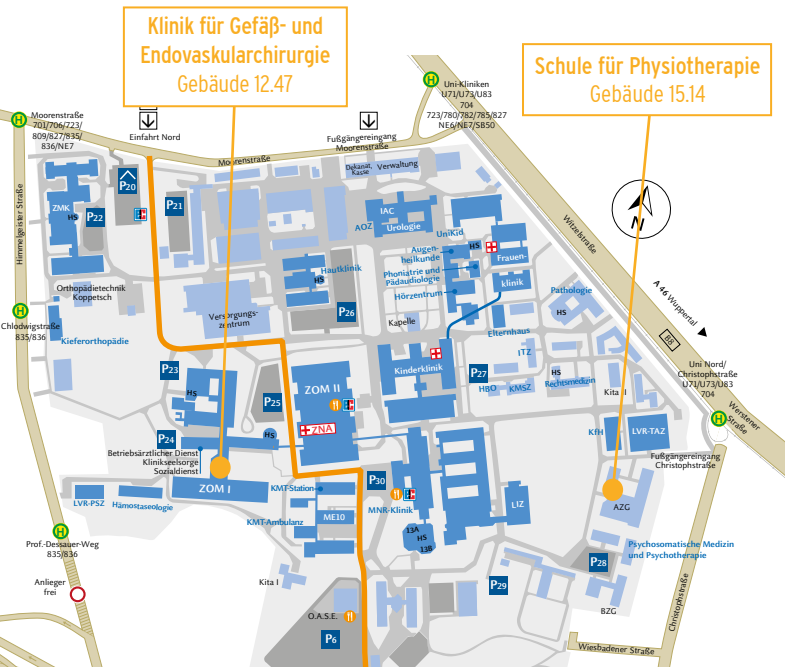 Klinik für Gefäß- und
Endovaskularchirurgie
Gebäude 12.47
Schule für Physiotherapie
Gebäude 15.14
H
Moorenstraße
701/706/723/
809/827/835/
836/NE7
Einfahrt Nord
Fußgängereingang
Moorenstraße
H
Uni-Kliniken
U71/U73/U83
704
723/780/782/785/827
NE6/NE7/SB50
Moorenstraße
Dekanat,
Kasse
Verwaltung
Himmelgeister Straße
ZMK
HS
P22
P20
P21
IAC
AOZ
Urologie
UniKid
HS
Augen-
heilkunde
Frauen-
klinik
Phoniatrie und
Pädaudiologie
Hörzentrum
Witzelstraße
N
Hautklinik
HS
Orthopädietechnik
Koppetsch
Versorgungs-
zentrum
P26
Kapelle
Pathologie
HS
A 46 Wuppertal
B8
H
Chlodwigstraße
835/836
Kieferorthopädie
Elternhaus
ITZ
P23
P25
ZOM II
Kinderklinik
P27
HBO
KMSZ
HS
Rechtsmedizin
Kita II
Uni Nord/
Christophstraße
U71/U73/U83
704
H
Werstener
Straße
ZNA
P24
HS
KfH
LVR-TAZ
Betriebsärztlicher Dienst
Klinikseelsorge
Sozialdienst
Fußgängereingang
Christophstraße
ZOM I
KMT-Station
P30
MNR-Klinik
LVR-PSZ
Hämostaseologie
KMT-Ambulanz
ME10
LIZ
AZG
13A
HS
13B
H
Prof.-Dessauer-Weg
835/836
Psychosomatische Medizin
und Psychotherapie
P28
Anlieger
frei
Kita I
P29
BZG
Christophstraße
O.A.S.E.
P6
Wiesbadener Straße